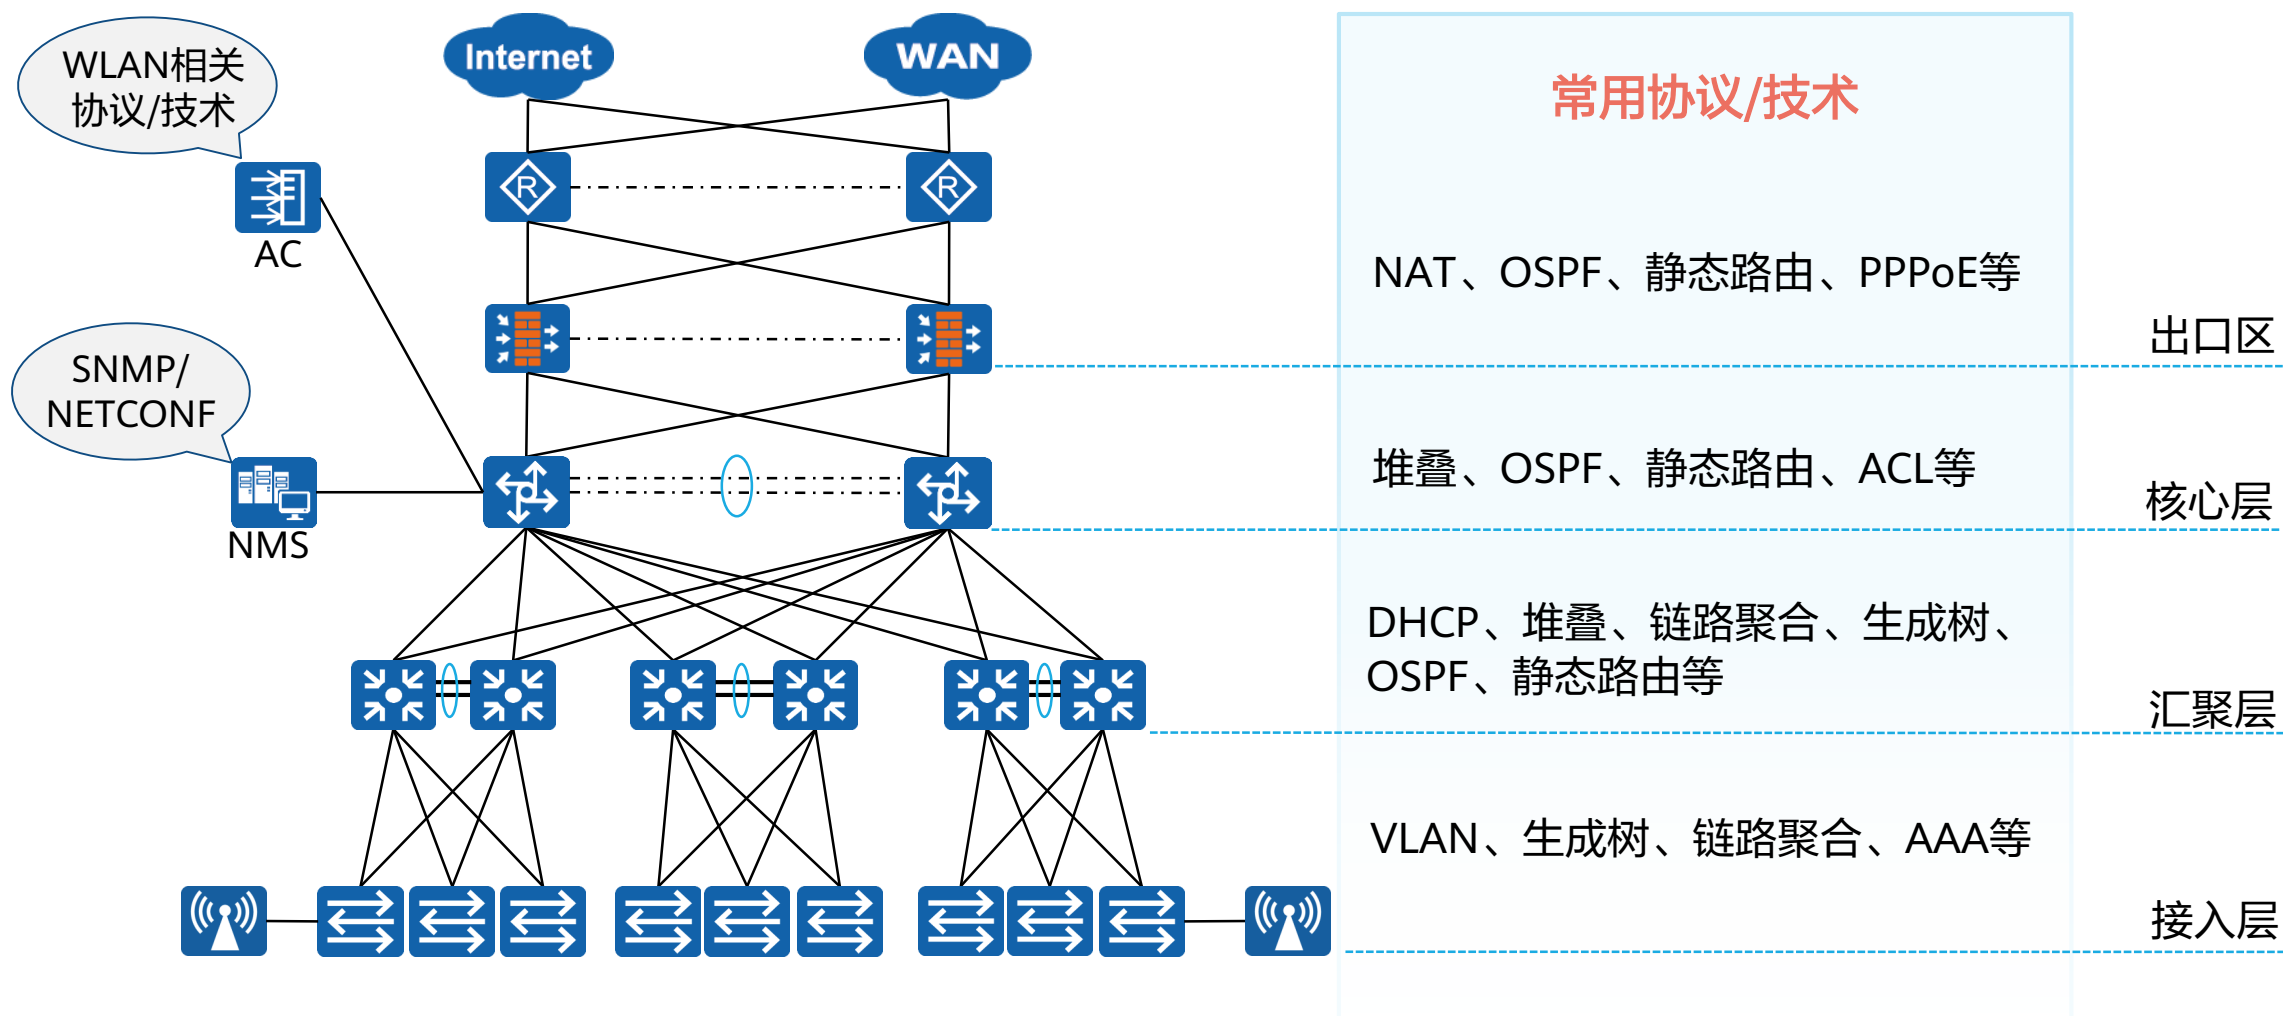 WLAN相关
协议/技术
Internet
WAN
常用协议/技术
R
R
AC
NAT、OSPF、静态路由、PPPoE等
出口区
SNMP/
NETCONF
堆叠、OSPF、静态路由、ACL等
核心层
NMS
DHCP、堆叠、链路聚合、生成树、
OSPF、静态路由等
汇聚层
VLAN、生成树、链路聚合、AAA等
接入层